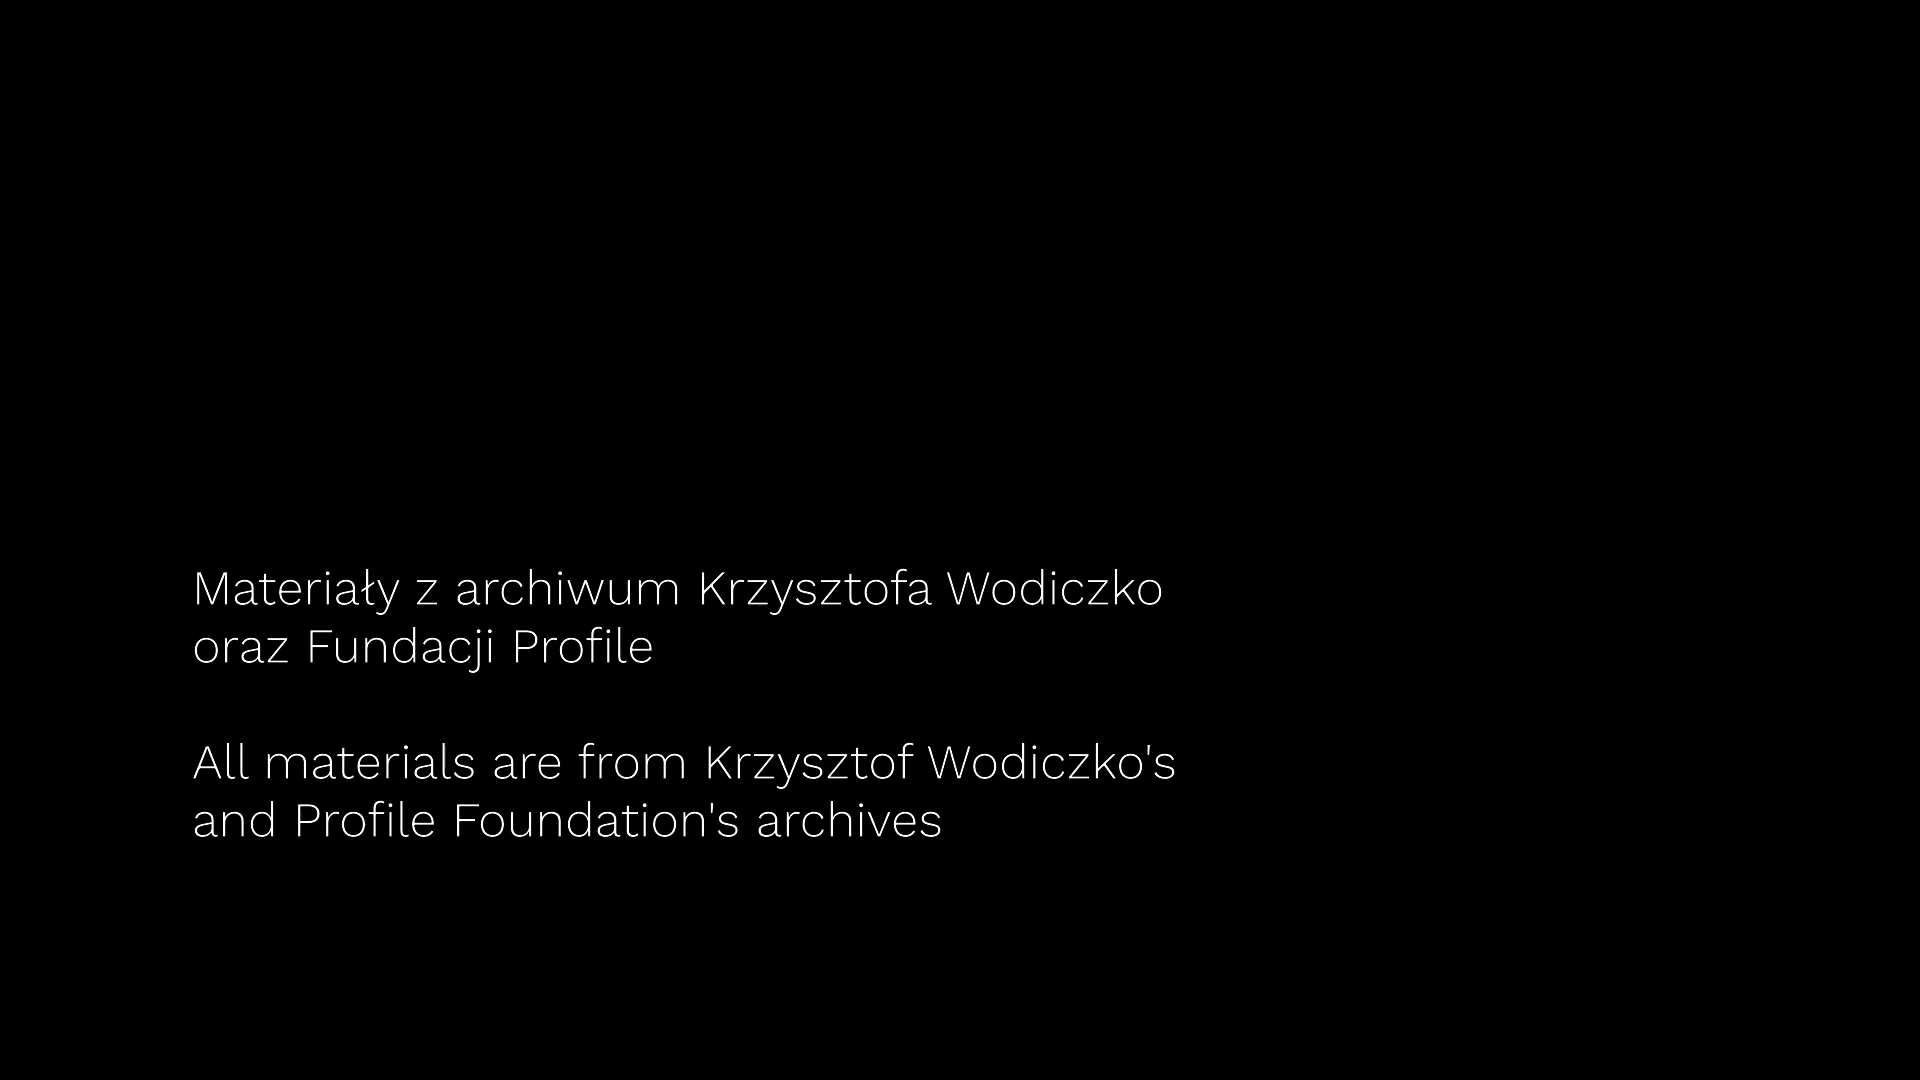 Materiały z archiwum Krzysztofa Wodiczko
oraz Fundacji Profile
All materials are from Krzysztof Wodiczko's
and Profile Foundation's archives